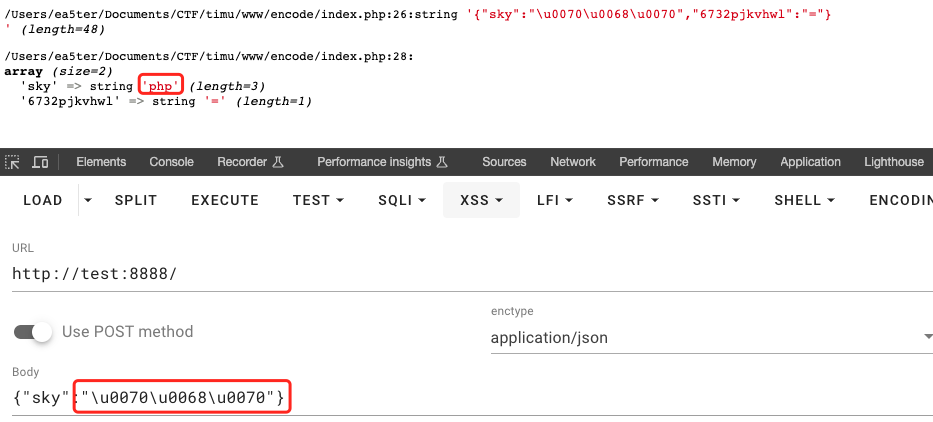 /Users/ea5ter/Documents/CTF/timu/www/encode/index.php:26:string '{"sky":"\u0070\u0068\u0070","6732pjkvhwl":"="}
' (length=48)
/Users/ea5ter/Documents/CTF/timu/www/encode/index.php:28:
array (size=2)
'sky' => string 'php' (length=3)
'6732pjkvhwl' => string '=' (length=1)
Elements Console Recorder Performance insights Sources Network Performance Memory Application Lighthouse
LOAD SPLIT EXECUTE TEST SQLI XSS LFI SSRF SSTI SHELL ENCODIN
URL
http://test:8888/
enctype
Use POST method
application/json
Body
{"sky":"\u0070\u0068\u0070"}